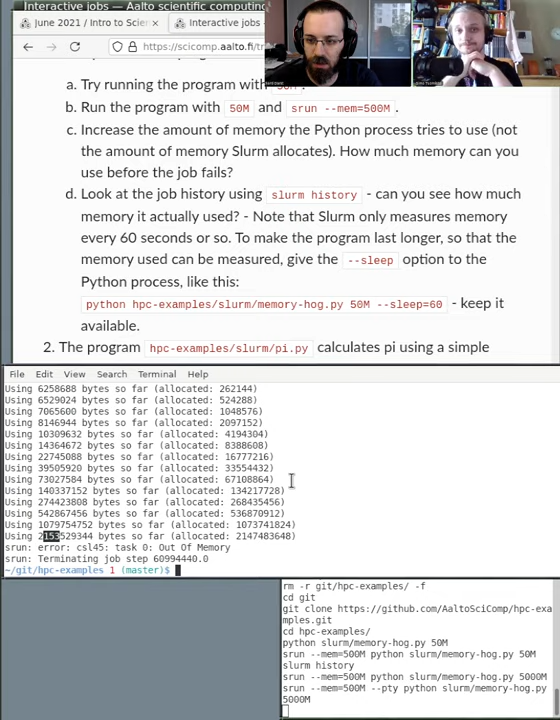 Interactive jobs — Aalto scientific computing
June 2021 / Intro to Scien ×
Interactive jobs -
https://scicomp.aalto.fi/tr
a. Try running the program with
b. Run the program with 50M and srun --mem=500M.
c. Increase the amount of memory the Python process tries to use (not
the amount of memory Slurm allocates). How much memory can you
use before the job fails?
d. Look at the job history using slurm history - can you see how much
memory it actually used? - Note that Slurm only measures memory
every 60 seconds or so. To make the program last longer, so that the
memory used can be measured, give the --sleep option to the
Python process, like this:
python hpc-examples/slurm/memory-hog.py 50M --sleep=60 - keep it
available.
2. The program hpc-examples/slurm/pi.py calculates pi using a simple
File Edit View Search Terminal Help
Using 6258688 bytes so far (allocated: 262144)
Using 6529024 bytes so far (allocated: 524288)
Using 7065600 bytes so far (allocated: 1048576)
Using 8146944 bytes so far (allocated: 2097152)
Using 10309632 bytes so far (allocated: 4194304)
Using 14364672 bytes so far (allocated: 8388608)
Using 22745088 bytes so far (allocated: 16777216)
Using 39505920 bytes so far (allocated: 33554432)
Using 73027584 bytes so far (allocated: 67108864)
Using 140337152 bytes so far (allocated: 134217728)
Using 274423808 bytes so far (allocated: 268435456)
Using 542867456 bytes so far (allocated: 536870912)
Using 1079754752 bytes so far (allocated: 1073741824)
Using 2153529344 bytes so far (allocated: 2147483648)
srun: error: csl45: task 0: Out Of Memory
srun: Terminating job step 60994440.0
~/git/hpc-examples 1 (master)$
rm -r git/hpc-examples/ -f
cd git
git clone https://github.com/AaltoSciComp/hpc-exa
mples.git
cd hpc-examples/
python slurm/memory-hog.py 50M
srun --mem=500M python slurm/memory-hog.py 50M
slurm history
srun --mem=500M python slurm/memory-hog.py 5000M
srun --mem=500M --pty python slurm/memory-hog.py
5000M